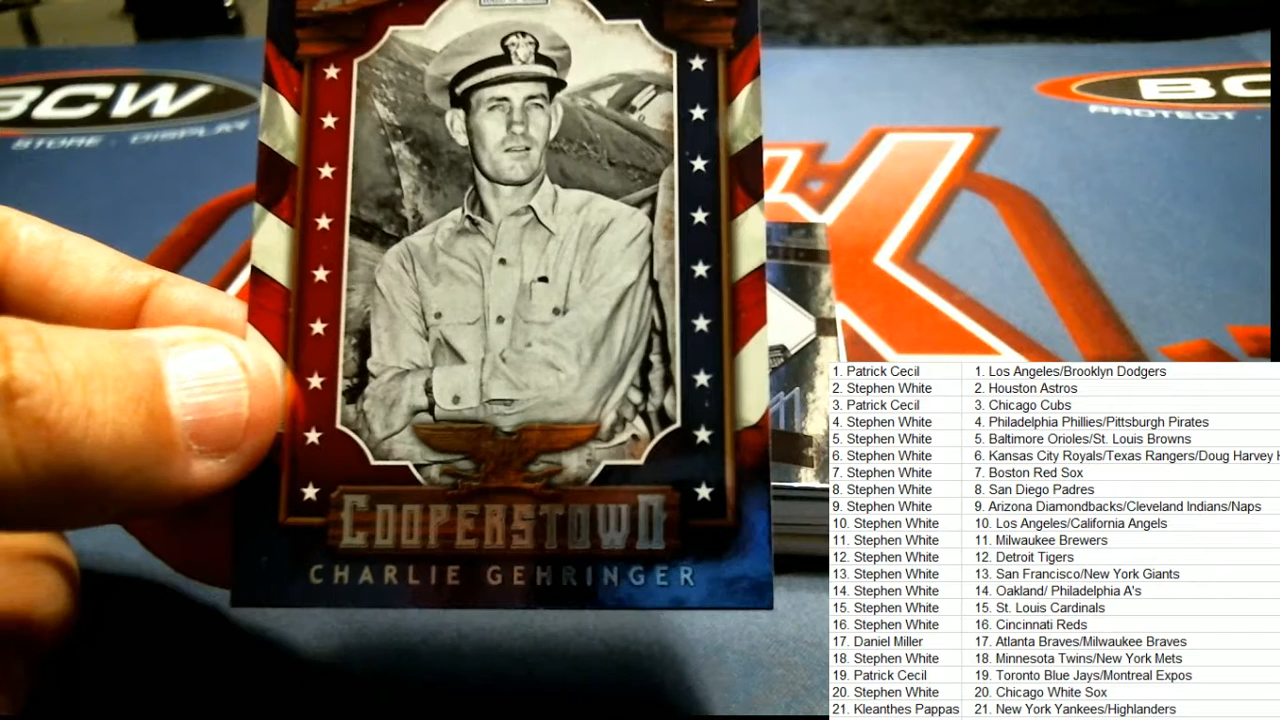 BCW
STORE . DISPLAY
BC
PROTECT .
COOPERSTOWN
CHARLIE GEHRINGER
1. Patrick Cecil 1. Los Angeles/Brooklyn Dodgers
2. Stephen White 2. Houston Astros
3. Patrick Cecil 3. Chicago Cubs
4. Stephen White 4. Philadelphia Phillies/Pittsburgh Pirates
5. Stephen White 5. Baltimore Orioles/St. Louis Browns
6. Stephen White 6. Kansas City Royals/Texas Rangers/Doug Harvey
7. Stephen White 7. Boston Red Sox
8. Stephen White 8. San Diego Padres
9. Stephen White 9. Arizona Diamondbacks/Cleveland Indians/Naps
10. Stephen White 10. Los Angeles/California Angels
11. Stephen White 11. Milwaukee Brewers
12. Stephen White 12. Detroit Tigers
13. Stephen White 13. San Francisco/New York Giants
14. Stephen White 14. Oakland/ Philadelphia A's
15. Stephen White 15. St. Louis Cardinals
16. Stephen White 16. Cincinnati Reds
17. Daniel Miller 17. Atlanta Braves/Milwaukee Braves
18. Stephen White 18. Minnesota Twins/New York Mets
19. Patrick Cecil 19. Toronto Blue Jays/Montreal Expos
20. Stephen White 20. Chicago White Sox
21. Kleanthes Pappas 21. New York Yankees/Highlanders